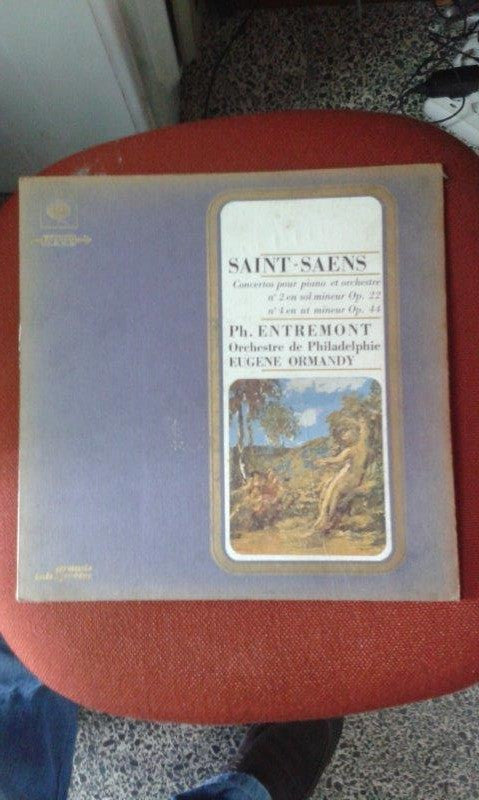 SAINT-SAENS
Concertos pour piano et orchestre
n° 2 en sol mineur Op. 22
n° 4 en ut mineur Op. 44
Ph. ENTREMONT
Orchestre de Philadelphie
EUGENE ORMANDY